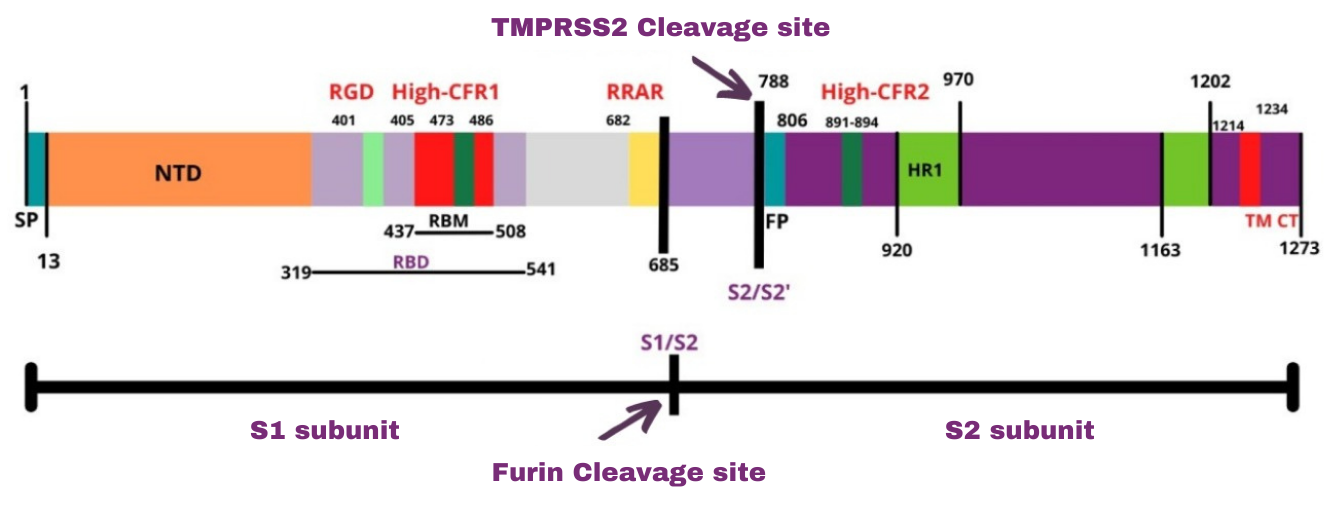 TMPRSS2 Cleavage site
1
RGD
High-CFR1
RRAR
788
High-CFR2
970
1202
401
405
473
486
682
806
891-894
1214
1234
NTD
HR1
SP
13
RBM
437
508
RBD
319
541
685
FP
S2/S2'
920
1163
TM CT
1273
S1/S2
S1 subunit
S2 subunit
Furin Cleavage site